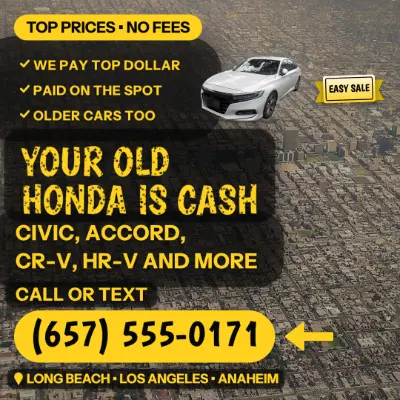 TOP PRICES • NO FEES
✓ WE PAY TOP DOLLAR
✓ PAID ON THE SPOT
✓ OLDER CARS TOO
EASY SALE
YOUR OLD
HONDA IS CASH
CIVIC, ACCORD,
CR-V, HR-V AND MORE
CALL OR TEXT
(657) 555-0171
LONG BEACH • LOS ANGELES • ANAHEIM